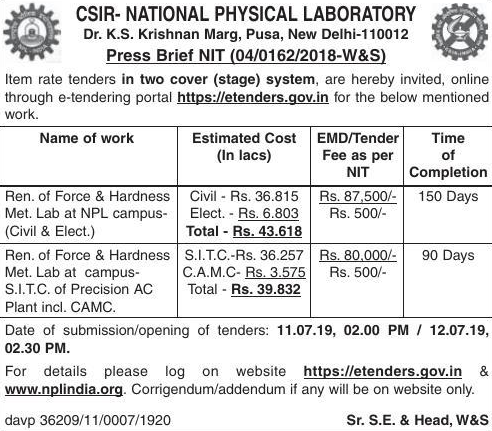 CSIR- NATIONAL PHYSICAL LABORATORY
Dr. K.S. Krishnan Marg, Pusa, New Delhi-110012
Press Brief NIT (04/0162/2018-W&S)
Item rate tenders in two cover (stage) system, are hereby invited, online
through e-tendering portal https://etenders.gov.in for the below mentioned
work.
Name of work
Estimated Cost
(In lacs)
EMD/Tender
Fee as per
NIT
Time
of
Completion
Ren. of Force & Hardness
Met. Lab at NPL campus-
(Civil & Elect.)
Civil - Rs. 36.815
Elect. - Rs. 6.803
Total - Rs. 43.618
Rs. 87,500/-
Rs. 500/-
150 Days
Ren. of Force & Hardness
Met. Lab at campus-
S.I.T.C. of Precision AC
Plant incl. CAMC.
S.I.T.C.-Rs. 36.257
C.A.M.C- Rs. 3.575
Total - Rs. 39.832
Rs. 80,000/-
Rs. 500/-
90 Days
Date of submission/opening of tenders: 11.07.19, 02.00 PM / 12.07.19,
02.30 PM.
For details please log on website https://etenders.gov.in &
www.nplindia.org. Corrigendum/addendum if any will be on website only.
davp 36209/11/0007/1920
Sr. S.E. & Head, W&S